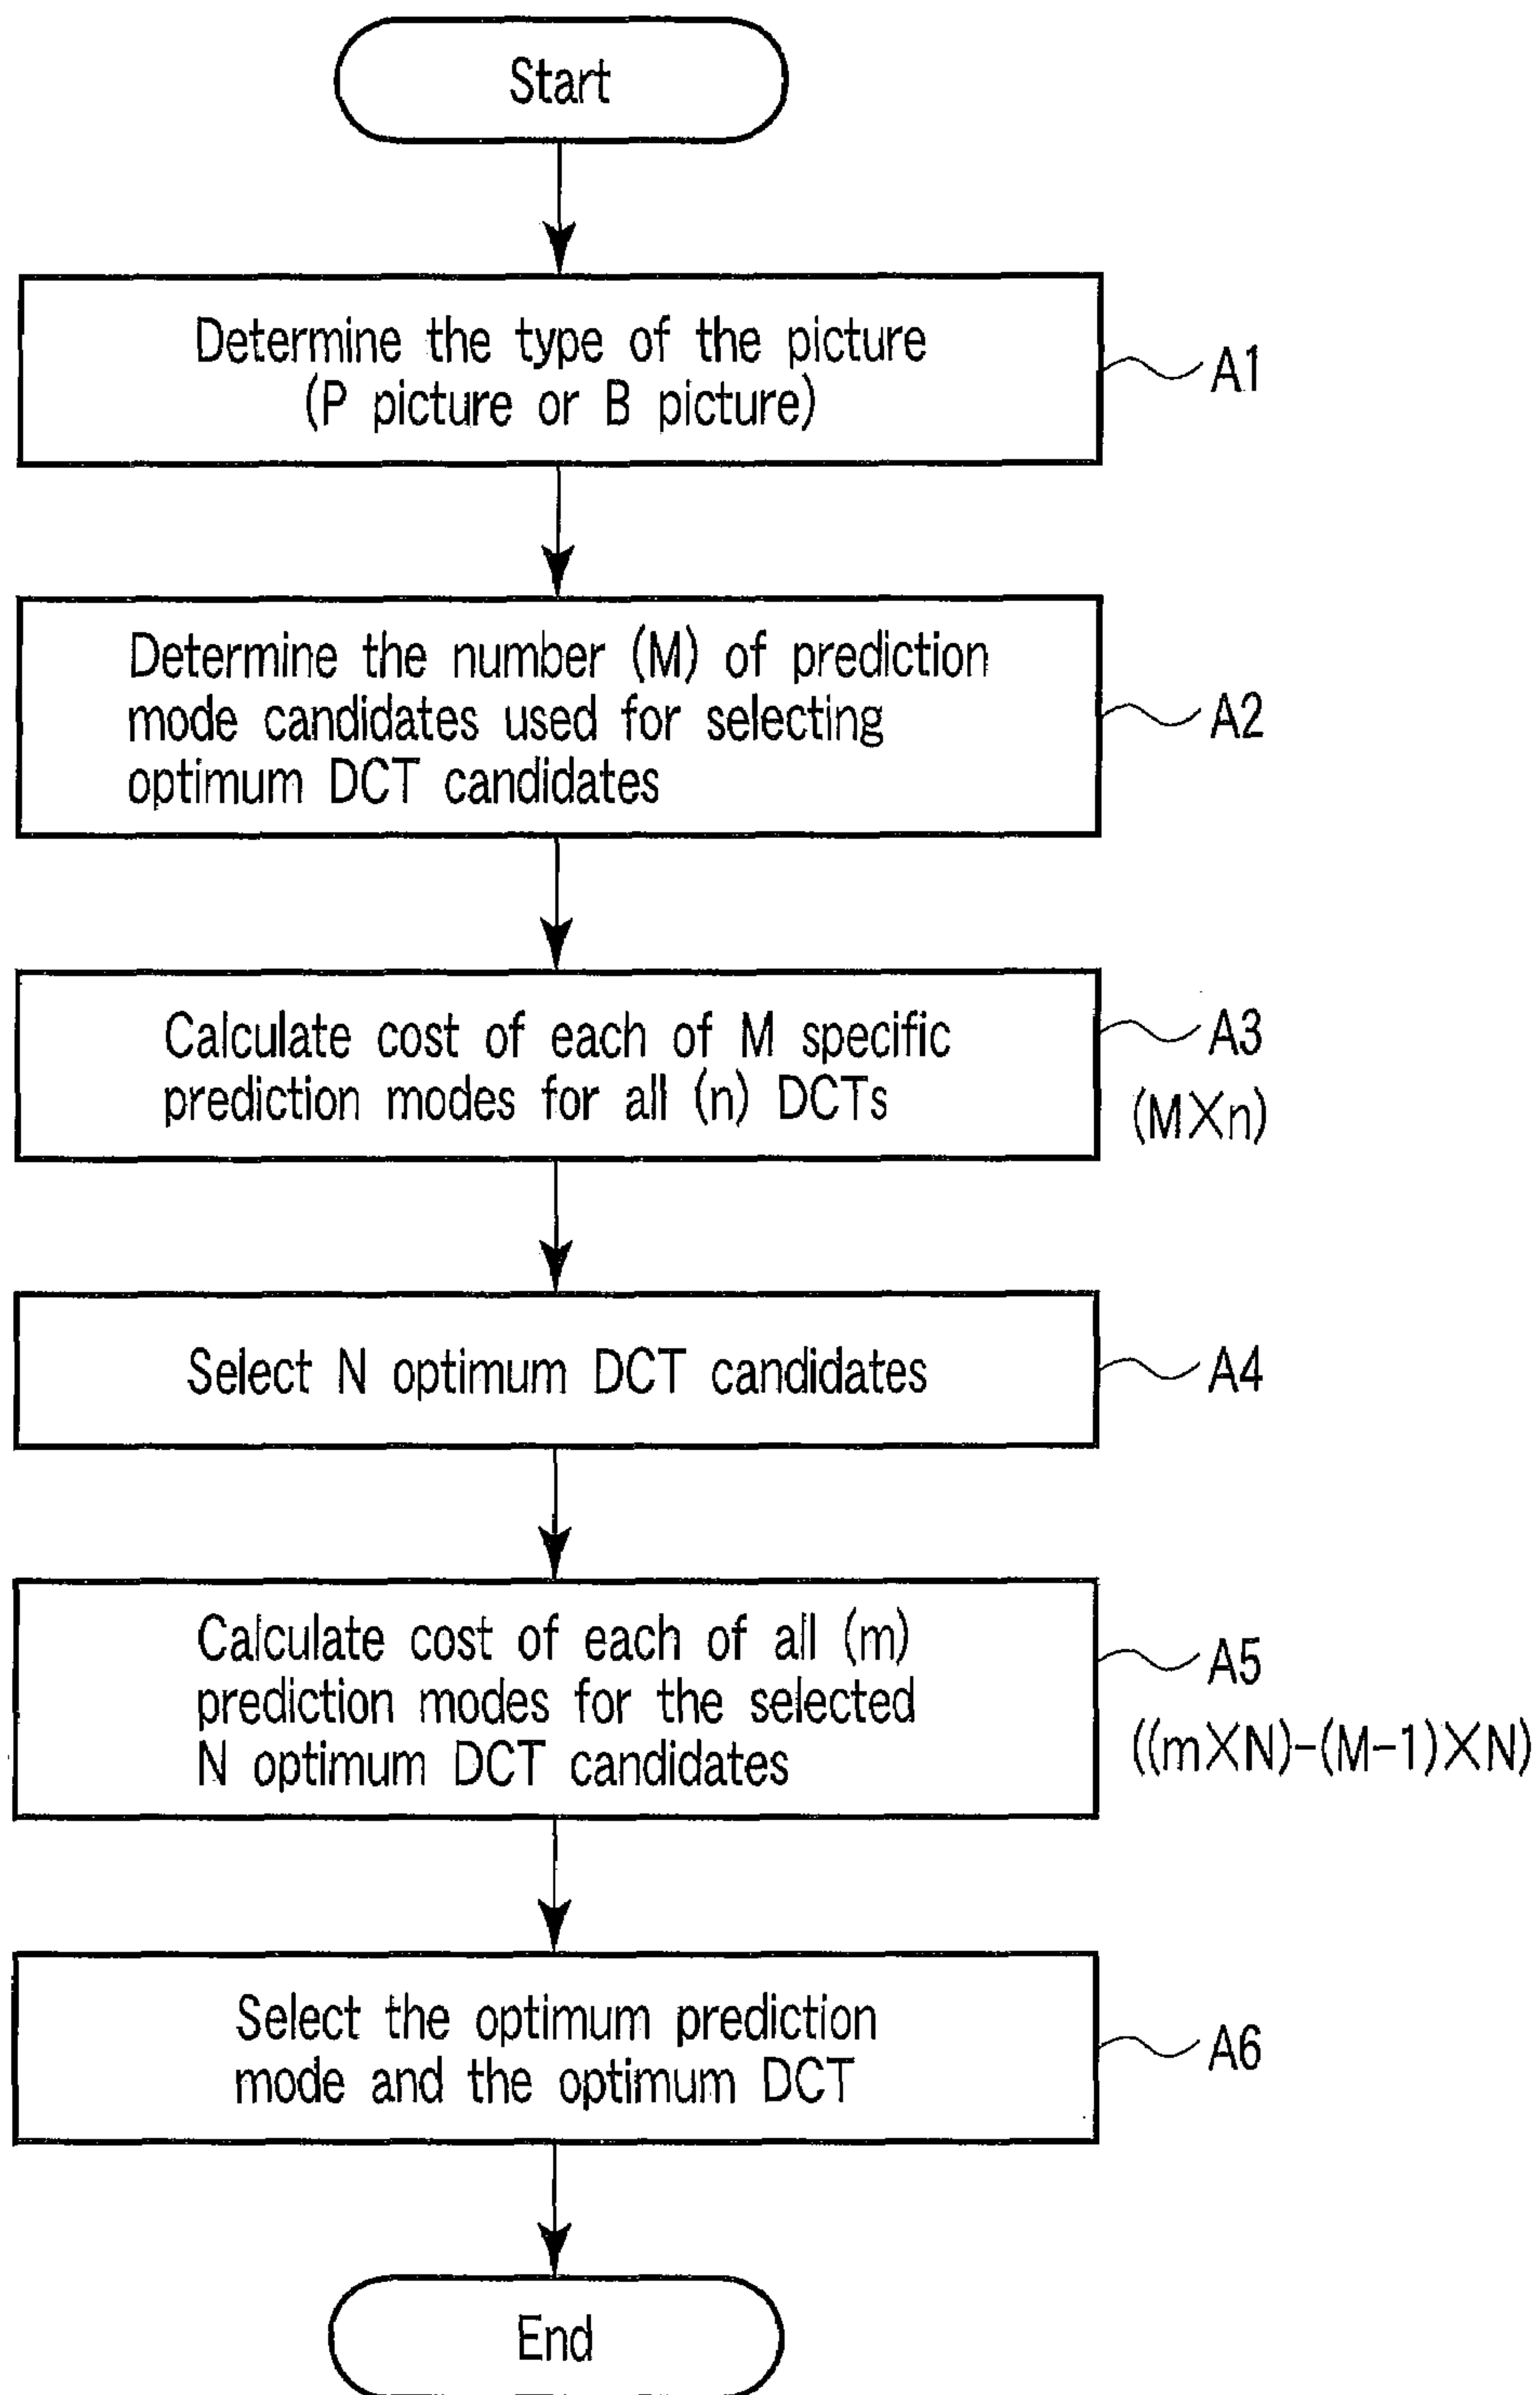 Start
Determine the type of the picture
(P picture or B picture)
A1
Determine the number (M) of prediction
mode candidates used for selecting
optimum DCT candidates
A2
Calculate cost of each of M specific
prediction modes for all (n) DCTs
A3
(M×n)
Select N optimum DCT candidates
A4
Calculate cost of each of all (m)
prediction modes for the selected
N optimum DCT candidates
A5
((m×N)-(M-1)×N)
Select the optimum prediction
mode and the optimum DCT
A6
End